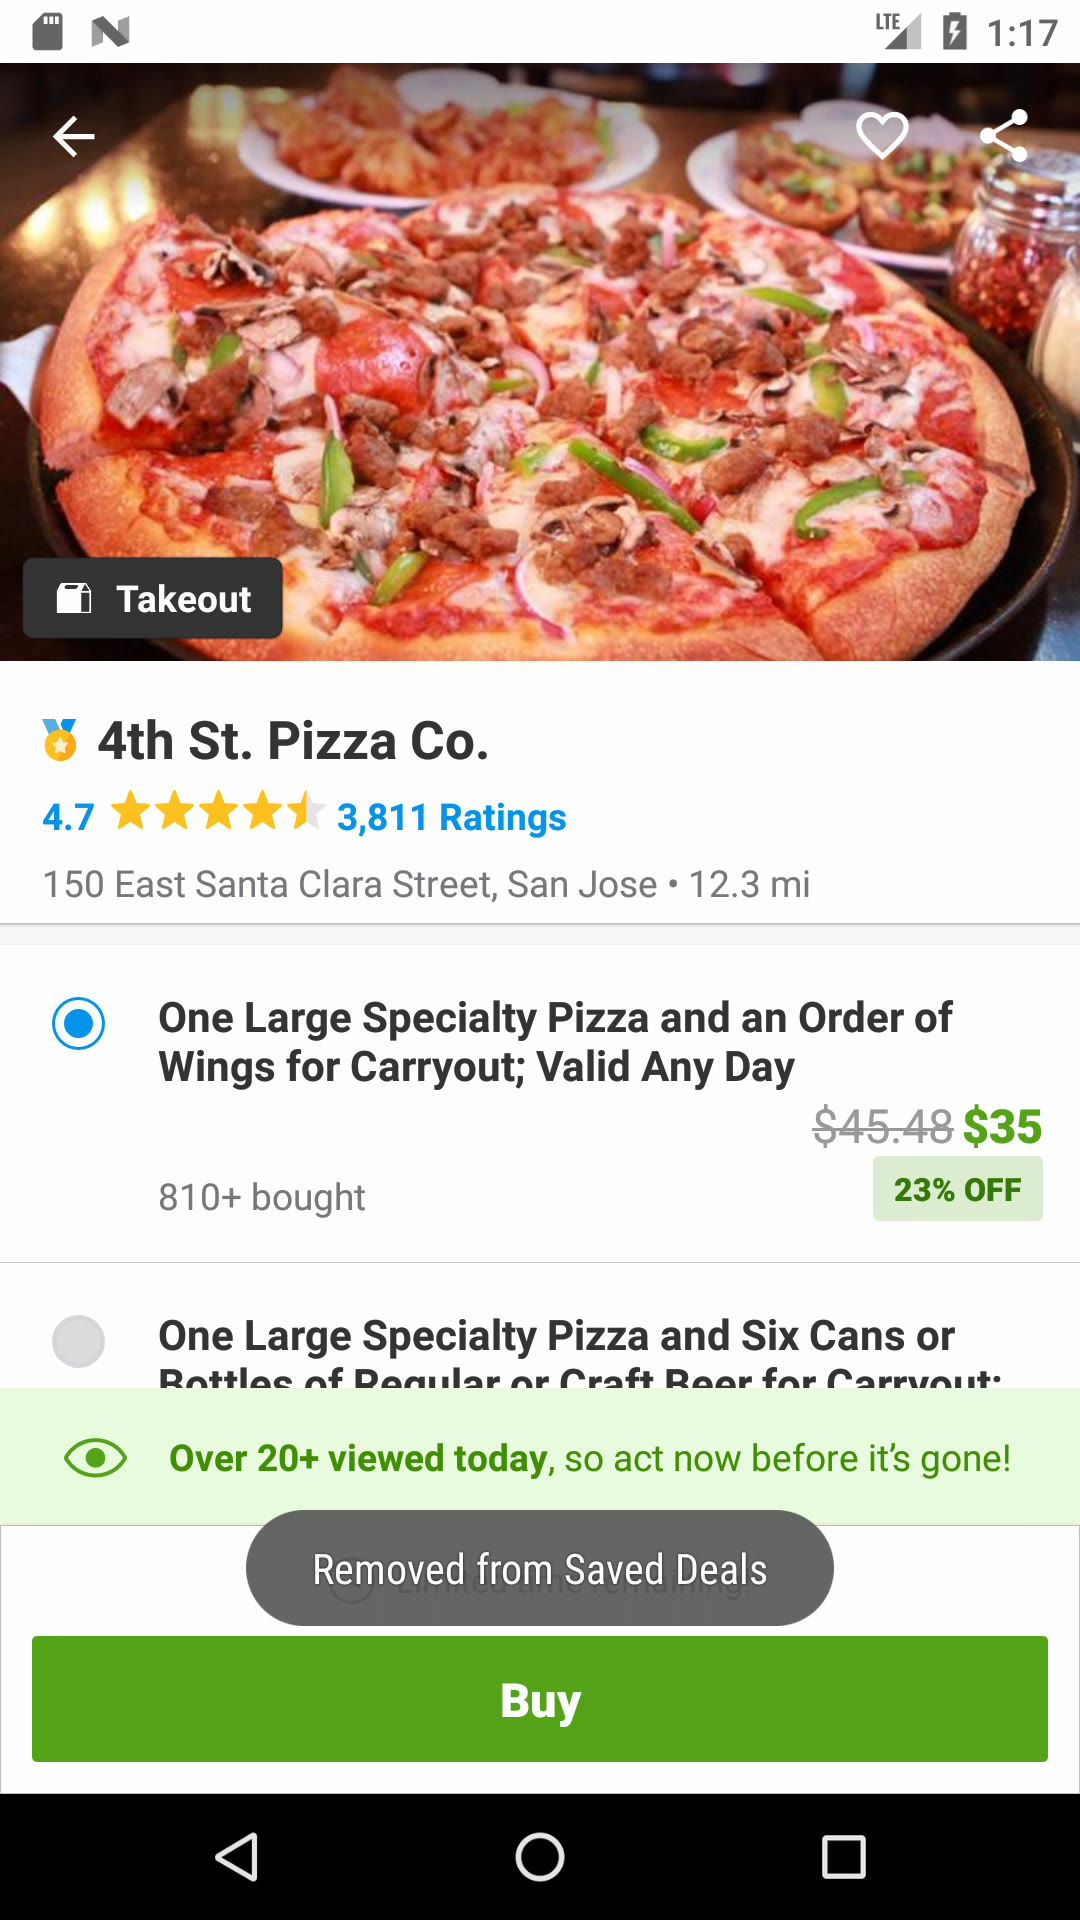 LTE 1:17
Takeout
4th St. Pizza Co.
4.7 3,811 Ratings
150 East Santa Clara Street, San Jose • 12.3 mi
One Large Specialty Pizza and an Order of
Wings for Carryout; Valid Any Day
$45.48 $35
810+ bought
23% OFF
One Large Specialty Pizza and Six Cans or
Bottles of Regular or Craft Beer for Carryout;
Over 20+ viewed today, so act now before it's gone!
Removed from Saved Deals
Limited time remaining!
Buy